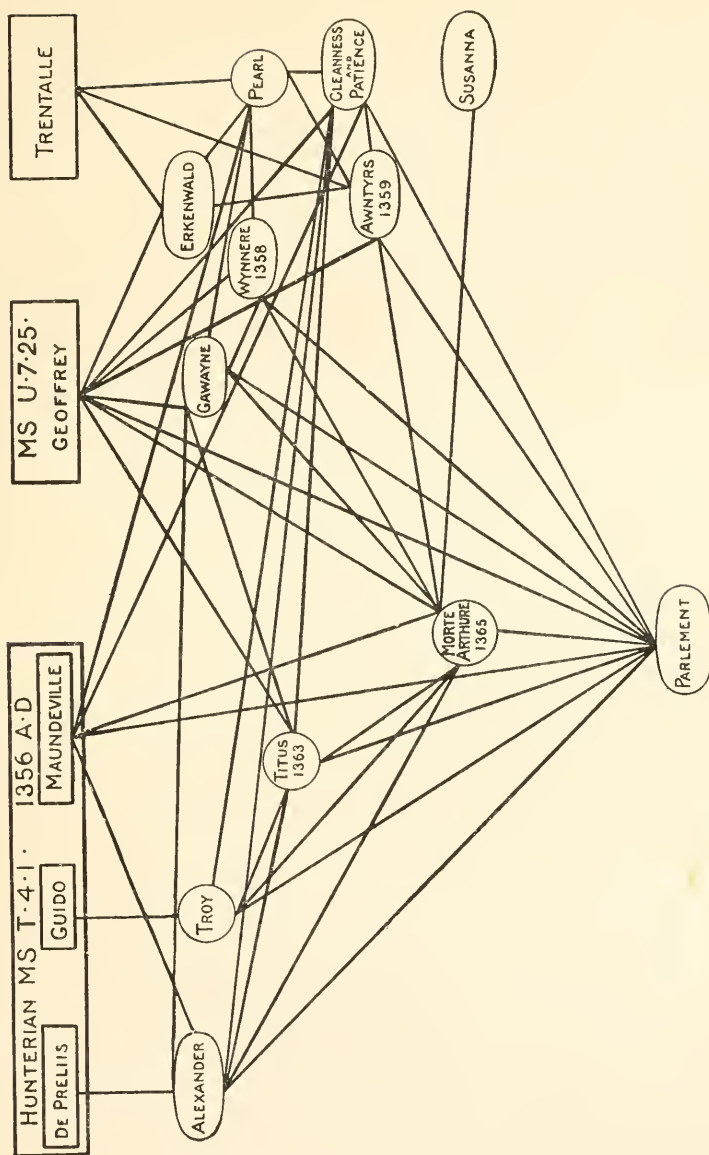 HUNTERIAN MS T·4·1· 1356 A·D
DE PRELIIS
GUIDO
MAUNDEVILLE
MS U·7·25·
GEOFFREY
TRENTALLE
ALEXANDER
TROY
TITUS
1363
GAWAYNE
WYNNERE
1358
ERKENWALD
PEARL
CLEANNESS
AND
PATIENCE
AWNTYRS
1359
MORTE
ARTHURE
1365
SUSANNA
PARLEMENT